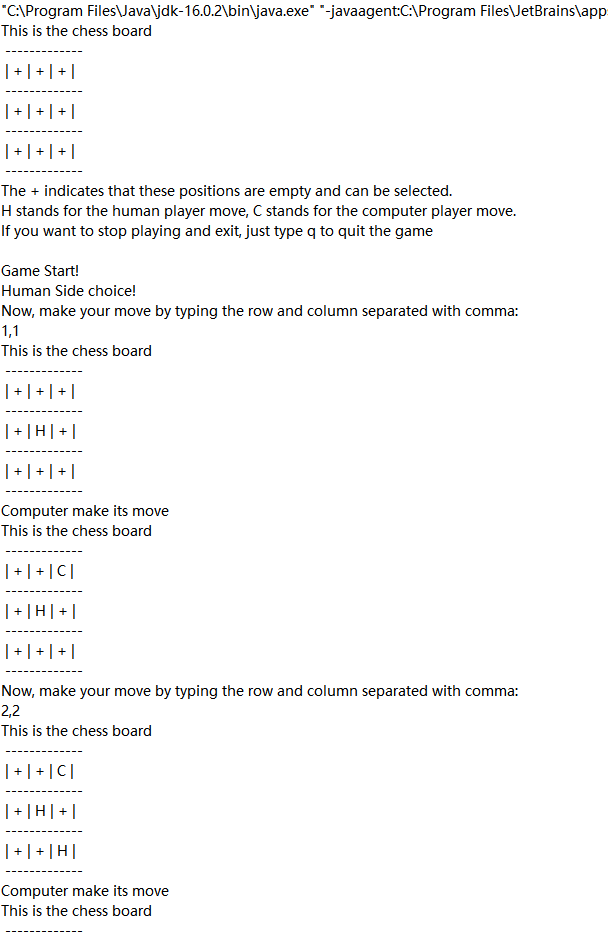 "C:\Program Files\Java\jdk-16.0.2\bin\java.exe" "-javaagent:C:\Program Files\JetBrains\app
This is the chess board
-------------
| + | + | + |
-------------
| + | + | + |
-------------
| + | + | + |
-------------
The + indicates that these positions are empty and can be selected.
H stands for the human player move, C stands for the computer player move.
If you want to stop playing and exit, just type q to quit the game
Game Start!
Human Side choice!
Now, make your move by typing the row and column separated with comma:
1,1
This is the chess board
-------------
| + | + | + |
-------------
| + | H | + |
-------------
| + | + | + |
-------------
Computer make its move
This is the chess board
-------------
| + | + | C |
-------------
| + | H | + |
-------------
| + | + | + |
-------------
Now, make your move by typing the row and column separated with comma:
2,2
This is the chess board
-------------
| + | + | C |
-------------
| + | H | + |
-------------
| + | + | H |
-------------
Computer make its move
This is the chess board
-------------